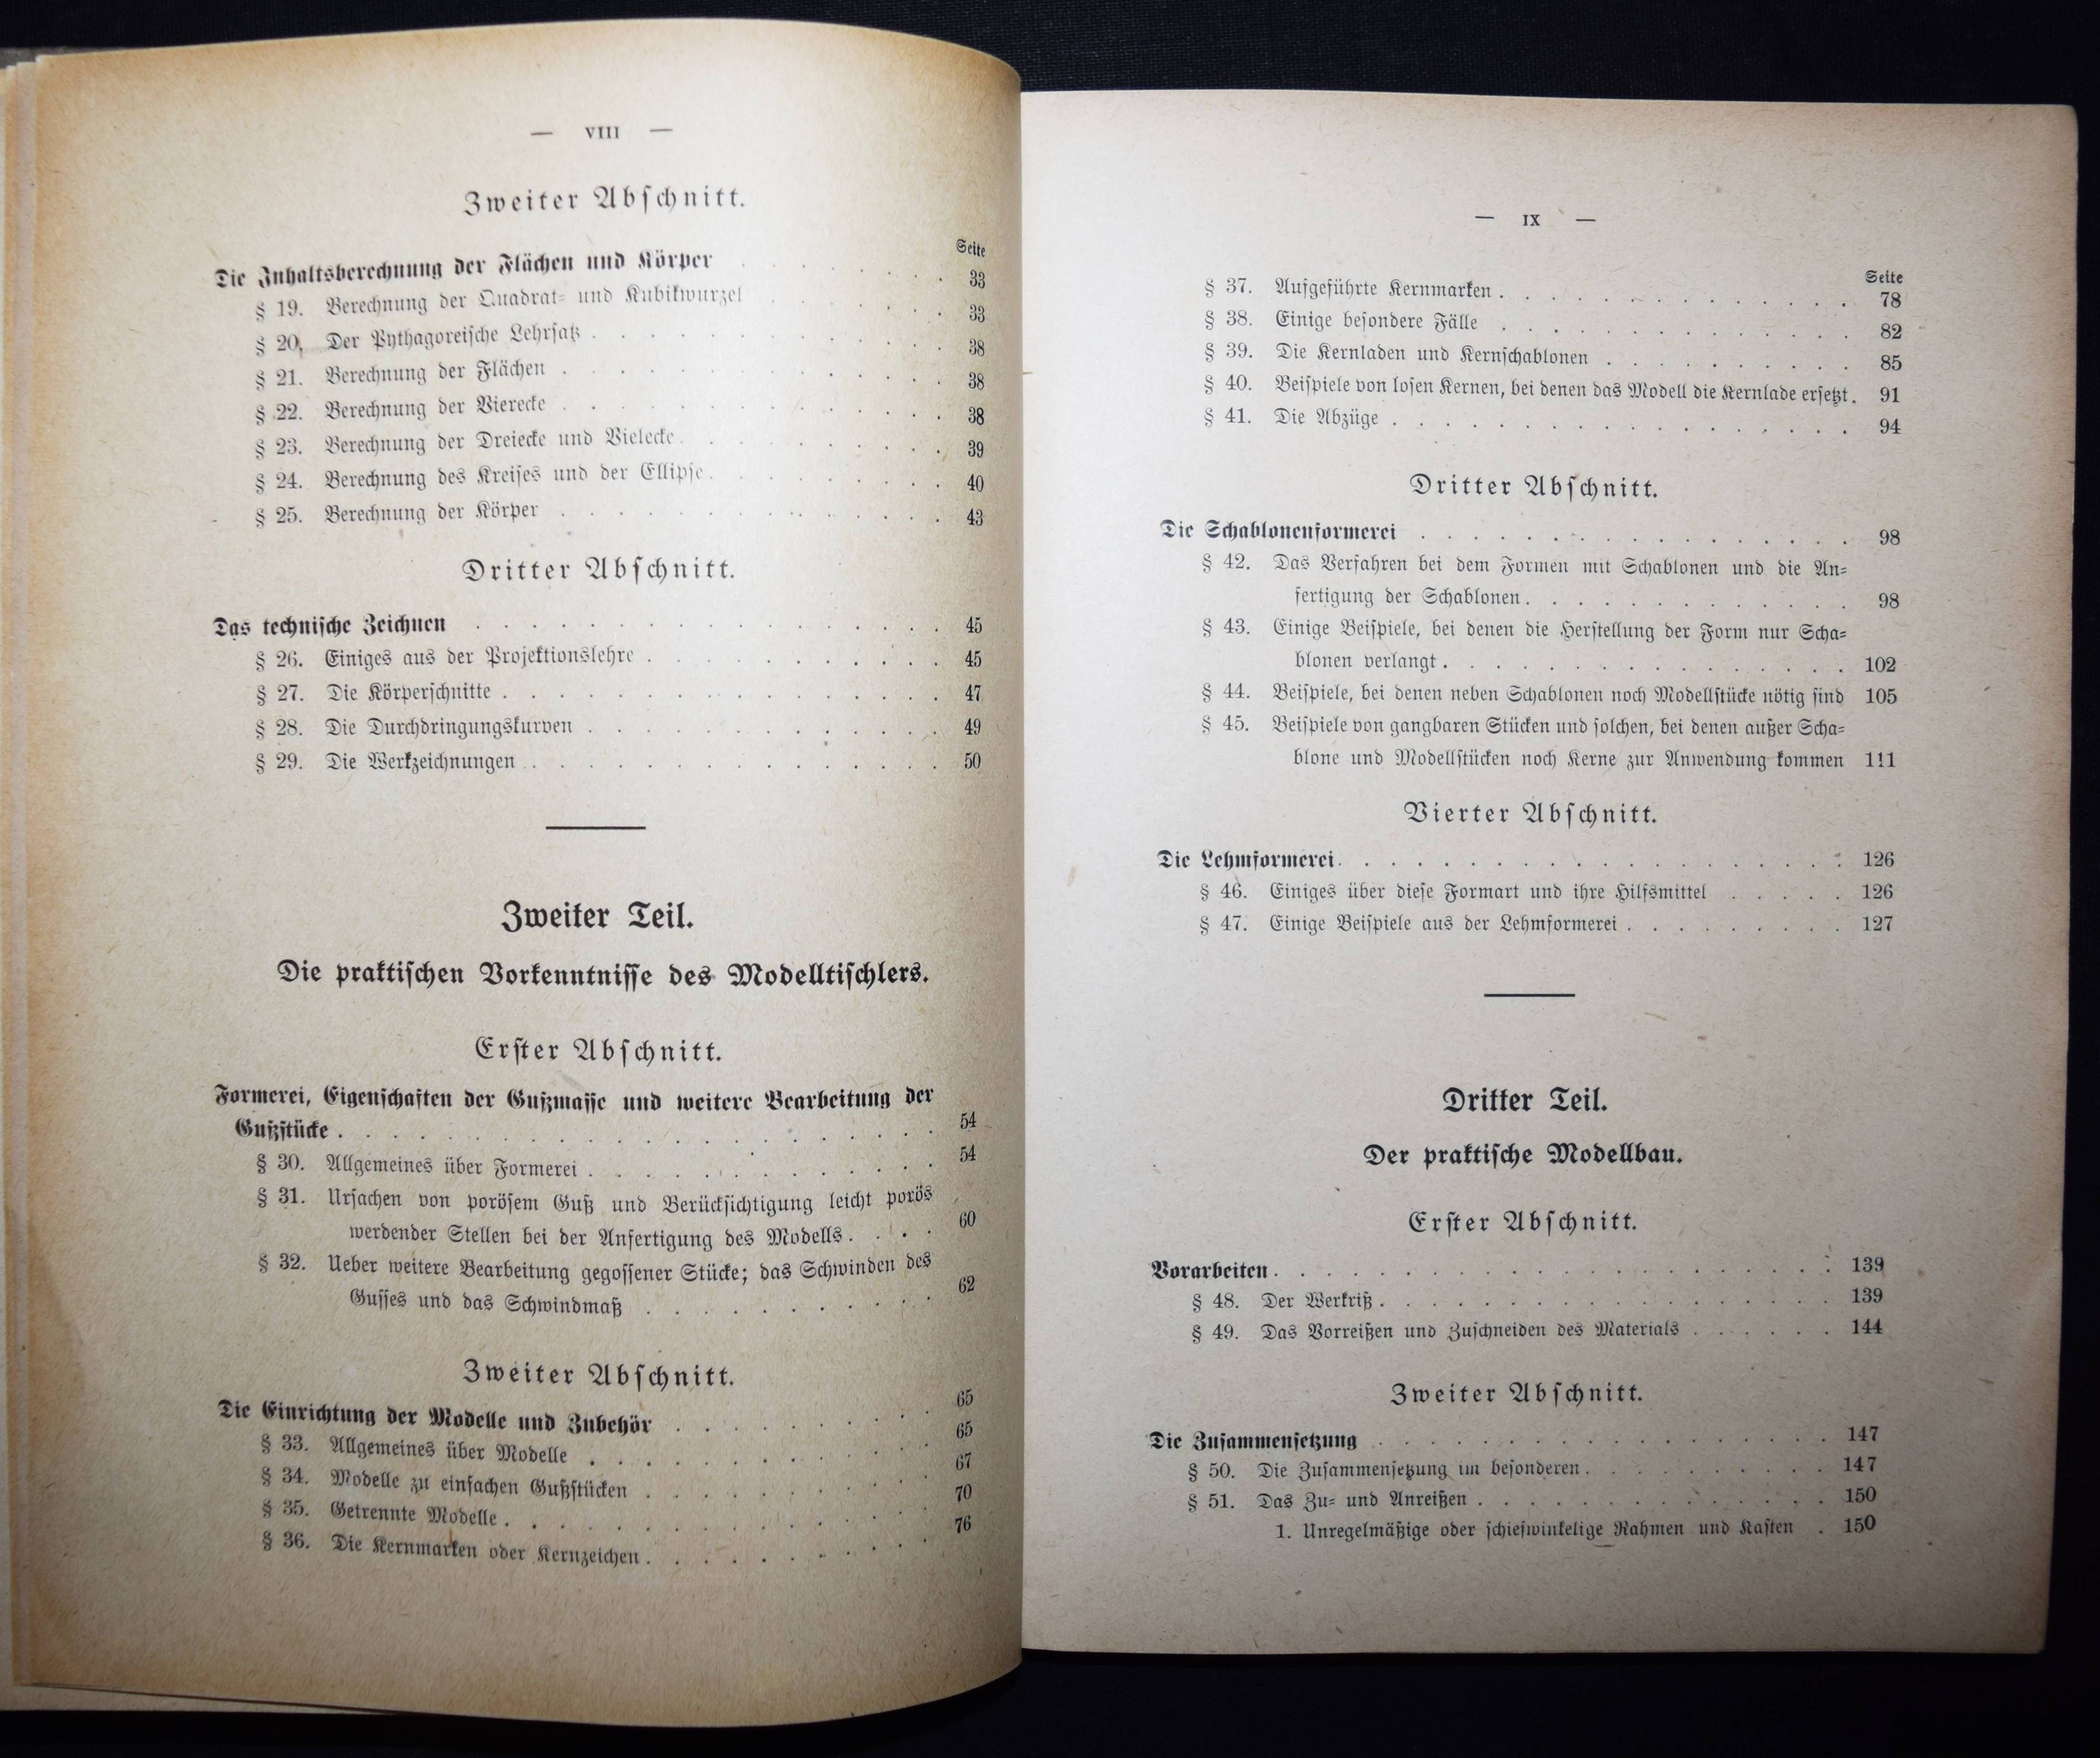 — VIII —
Zweiter Abschnitt.
Seite
Die Inhaltsberechnung der Flächen und Körper . . . . . 33
§ 19. Berechnung der Quadrat- und Kubikwurzel . . . . . 33
§ 20. Der Pythagoreische Lehrsatz . . . . . 38
§ 21. Berechnung der Flächen . . . . . 38
§ 22. Berechnung der Vierecke . . . . . 38
§ 23. Berechnung der Dreiecke und Vielecke . . . . . 39
§ 24. Berechnung des Kreises und der Ellipse . . . . . 40
§ 25. Berechnung der Körper . . . . . 43
Dritter Abschnitt.
Das technische Zeichnen . . . . . 45
§ 26. Einiges aus der Projektionslehre . . . . . 45
§ 27. Die Körperschnitte . . . . . 47
§ 28. Die Durchdringungskurven . . . . . 49
§ 29. Die Werkzeichnungen . . . . . 50
Zweiter Teil.
Die praktischen Vorkenntnisse des Modelltischlers.
Erster Abschnitt.
Formerei, Eigenschaften der Gußmasse und weitere Bearbeitung der
Gußstücke . . . . . 54
§ 30. Allgemeines über Formerei . . . . . 54
§ 31. Ursachen von porösem Guß und Berücksichtigung leicht porös
werdender Stellen bei der Anfertigung des Modells . . . . 60
§ 32. Ueber weitere Bearbeitung gegossener Stücke; das Schwinden des
Gusses und das Schwindmaß . . . . . 62
Zweiter Abschnitt.
Die Einrichtung der Modelle und Zubehör . . . . . 65
§ 33. Allgemeines über Modelle . . . . . 65
§ 34. Modelle zu einfachen Gußstücken . . . . . 67
§ 35. Getrennte Modelle . . . . . 70
§ 36. Die Kernmarken oder Kernzeichen . . . . . 76
— IX —
Seite
§ 37. Aufgeführte Kernmarken . . . . . 78
§ 38. Einige besondere Fälle . . . . . 82
§ 39. Die Kernladen und Kernschablonen . . . . . 85
§ 40. Beispiele von losen Kernen, bei denen das Modell die Kernlade ersetzt . 91
§ 41. Die Abzüge . . . . . 94
Dritter Abschnitt.
Die Schablonenformerei . . . . . 98
§ 42. Das Verfahren bei dem Formen mit Schablonen und die An-
fertigung der Schablonen . . . . . 98
§ 43. Einige Beispiele, bei denen die Herstellung der Form nur Scha-
blonen verlangt . . . . . 102
§ 44. Beispiele, bei denen neben Schablonen noch Modellstücke nötig sind 105
§ 45. Beispiele von gangbaren Stücken und solchen, bei denen außer Scha-
blone und Modellstücken noch Kerne zur Anwendung kommen 111
Vierter Abschnitt.
Die Lehmformerei . . . . . 126
§ 46. Einiges über diese Formart und ihre Hilfsmittel . . . . . 126
§ 47. Einige Beispiele aus der Lehmformerei . . . . . 127
Dritter Teil.
Der praktische Modellbau.
Erster Abschnitt.
Vorarbeiten . . . . . 139
§ 48. Der Werkriß . . . . . 139
§ 49. Das Vorreißen und Zuschneiden des Materials . . . . . 144
Zweiter Abschnitt.
Die Zusammensetzung . . . . . 147
§ 50. Die Zusammensetzung im besonderen . . . . . 147
§ 51. Das Zu- und Anreißen . . . . . 150
1. Unregelmäßige oder schiefwinkelige Rahmen und Kasten . 150